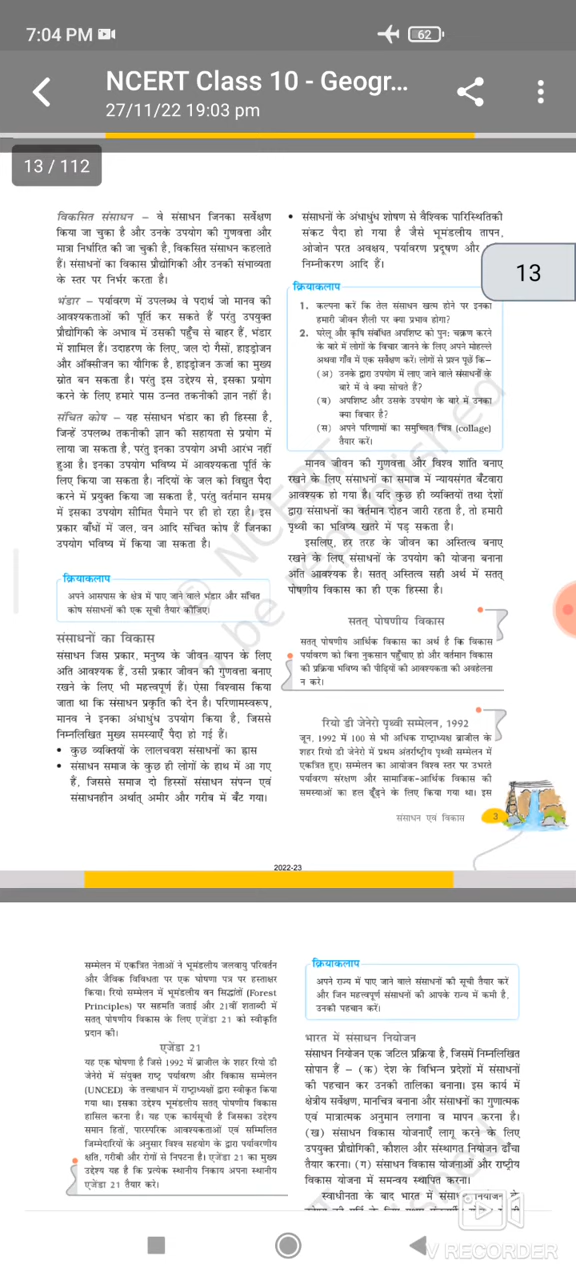 7:04 PM
62
NCERT Class 10 - Geogr...
27/11/22 19:03 pm
13 / 112
13
विकसित संसाधन – वे संसाधन जिनका सर्वेक्षण
किया जा चुका है और उनके उपयोग की गुणवत्ता और
मात्रा निर्धारित की जा चुकी है, विकसित संसाधन कहलाते
हैं। संसाधनों का विकास प्रौद्योगिकी और उनकी संभाव्यता
के स्तर पर निर्भर करता है।
भंडार – पर्यावरण में उपलब्ध वे पदार्थ जो मानव की
आवश्यकताओं की पूर्ति कर सकते हैं परंतु उपयुक्त
प्रौद्योगिकी के अभाव में उसकी पहुँच से बाहर हैं, भंडार
में शामिल हैं। उदाहरण के लिए, जल दो गैसों, हाइड्रोजन
और ऑक्सीजन का यौगिक है, हाइड्रोजन ऊर्जा का मुख्य
स्रोत बन सकता है। परंतु इस उद्देश्य से, इसका प्रयोग
करने के लिए हमारे पास उन्नत तकनीकी ज्ञान नहीं है।
संचित कोष – यह संसाधन भंडार का ही हिस्सा है,
जिन्हें उपलब्ध तकनीकी ज्ञान की सहायता से प्रयोग में
लाया जा सकता है, परंतु इनका उपयोग अभी आरंभ नहीं
हुआ है। इनका उपयोग भविष्य में आवश्यकता पूर्ति के
लिए किया जा सकता है। नदियों के जल को विद्युत पैदा
करने में प्रयुक्त किया जा सकता है, परंतु वर्तमान समय
में इसका उपयोग सीमित पैमाने पर ही हो रहा है। इस
प्रकार बाँधों में जल, वन आदि संचित कोष हैं जिनका
उपयोग भविष्य में किया जा सकता है।
क्रियाकलाप
अपने आसपास के क्षेत्र में पाए जाने वाले भंडार और संचित
कोष संसाधनों की एक सूची तैयार कीजिए।
संसाधनों का विकास
संसाधन जिस प्रकार, मनुष्य के जीवन यापन के लिए
अति आवश्यक हैं, उसी प्रकार जीवन की गुणवत्ता बनाए
रखने के लिए भी महत्त्वपूर्ण हैं। ऐसा विश्वास किया
जाता था कि संसाधन प्रकृति की देन है। परिणामस्वरूप,
मानव ने इनका अंधाधुंध उपयोग किया है, जिससे
निम्नलिखित मुख्य समस्याएँ पैदा हो गई हैं।
• कुछ व्यक्तियों के लालचवश संसाधनों का ह्रास
• संसाधन समाज के कुछ ही लोगों के हाथ में आ गए
हैं, जिससे समाज दो हिस्सों संसाधन संपन्न एवं
संसाधनहीन अर्थात् अमीर और गरीब में बँट गया।
• संसाधनों के अंधाधुंध शोषण से वैश्विक पारिस्थितिकी
संकट पैदा हो गया है जैसे भूमंडलीय तापन,
ओजोन परत अवक्षय, पर्यावरण प्रदूषण और
निम्नीकरण आदि हैं।
क्रियाकलाप
1. कल्पना करें कि तेल संसाधन खत्म होने पर इनका
हमारी जीवन शैली पर क्या प्रभाव होगा?
2. घरेलू और कृषि संबंधित अपशिष्ट को पुनः चक्रण करने
के बारे में लोगों के विचार जानने के लिए अपने मोहल्ले
अथवा गाँव में एक सर्वेक्षण करें। लोगों से प्रश्न पूछें कि–
(अ) उनके द्वारा उपयोग में लाए जाने वाले संसाधनों के
बारे में वे क्या सोचते हैं?
(ब) अपशिष्ट और उसके उपयोग के बारे में उनका
क्या विचार है?
(स) अपने परिणामों का समुच्चित चित्र (collage)
तैयार करें।
मानव जीवन की गुणवत्ता और विश्व शांति बनाए
रखने के लिए संसाधनों का समाज में न्यायसंगत बँटवारा
आवश्यक हो गया है। यदि कुछ ही व्यक्तियों तथा देशों
द्वारा संसाधनों का वर्तमान दोहन जारी रहता है, तो हमारी
पृथ्वी का भविष्य खतरे में पड़ सकता है।
इसलिए, हर तरह के जीवन का अस्तित्व बनाए
रखने के लिए संसाधनों के उपयोग की योजना बनाना
अति आवश्यक है। सतत् अस्तित्व सही अर्थ में सतत्
पोषणीय विकास का ही एक हिस्सा है।
सतत् पोषणीय विकास
सतत् पोषणीय आर्थिक विकास का अर्थ है कि विकास
पर्यावरण को बिना नुकसान पहुँचाए हो और वर्तमान विकास
की प्रक्रिया भविष्य की पीढ़ियों की आवश्यकता की अवहेलना
न करे।
रियो डी जेनेरो पृथ्वी सम्मेलन, 1992
जून, 1992 में 100 से भी अधिक राष्ट्राध्यक्ष ब्राजील के
शहर रियो डी जेनेरो में प्रथम अंतर्राष्ट्रीय पृथ्वी सम्मेलन में
एकत्रित हुए। सम्मेलन का आयोजन विश्व स्तर पर उभरते
पर्यावरण संरक्षण और सामाजिक-आर्थिक विकास की
समस्याओं का हल ढूँढ़ने के लिए किया गया था। इस
संसाधन एवं विकास 3
2022-23
सम्मेलन में एकत्रित नेताओं ने भूमंडलीय जलवायु परिवर्तन
और जैविक विविधता पर एक घोषणा पत्र पर हस्ताक्षर
किया। रियो सम्मेलन में भूमंडलीय वन सिद्धांतों (Forest
Principles) पर सहमति जताई और 21वीं शताब्दी में
सतत् पोषणीय विकास के लिए एजेंडा 21 को स्वीकृति
प्रदान की।
एजेंडा 21
यह एक घोषणा है जिसे 1992 में ब्राजील के शहर रियो डी
जेनेरो में संयुक्त राष्ट्र पर्यावरण और विकास सम्मेलन
(UNCED) के तत्त्वाधान में राष्ट्राध्यक्षों द्वारा स्वीकृत किया
गया था। इसका उद्देश्य भूमंडलीय सतत् पोषणीय विकास
हासिल करना है। यह एक कार्यसूची है जिसका उद्देश्य
समान हितों, पारस्परिक आवश्यकताओं एवं सम्मिलित
जिम्मेदारियों के अनुसार विश्व सहयोग के द्वारा पर्यावरणीय
क्षति, गरीबी और रोगों से निपटना है। एजेंडा 21 का मुख्य
उद्देश्य यह है कि प्रत्येक स्थानीय निकाय अपना स्थानीय
एजेंडा 21 तैयार करे।
क्रियाकलाप
अपने राज्य में पाए जाने वाले संसाधनों की सूची तैयार करें
और जिन महत्त्वपूर्ण संसाधनों की आपके राज्य में कमी है,
उनकी पहचान करें।
भारत में संसाधन नियोजन
संसाधन नियोजन एक जटिल प्रक्रिया है, जिसमें निम्नलिखित
सोपान हैं – (क) देश के विभिन्न प्रदेशों में संसाधनों
की पहचान कर उनकी तालिका बनाना। इस कार्य में
क्षेत्रीय सर्वेक्षण, मानचित्र बनाना और संसाधनों का गुणात्मक
एवं मात्रात्मक अनुमान लगाना व मापन करना है।
(ख) संसाधन विकास योजनाएँ लागू करने के लिए
उपयुक्त प्रौद्योगिकी, कौशल और संस्थागत नियोजन ढाँचा
तैयार करना। (ग) संसाधन विकास योजनाओं और राष्ट्रीय
विकास योजना में समन्वय स्थापित करना।
स्वाधीनता के बाद भारत में संसाधन नियोजन के
V RECORDER